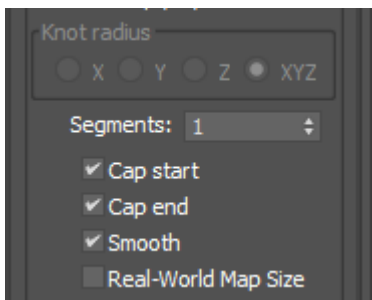 Knot radius
X Y Z XYZ
Segments: 1
Cap start
Cap end
Smooth
Real-World Map Size